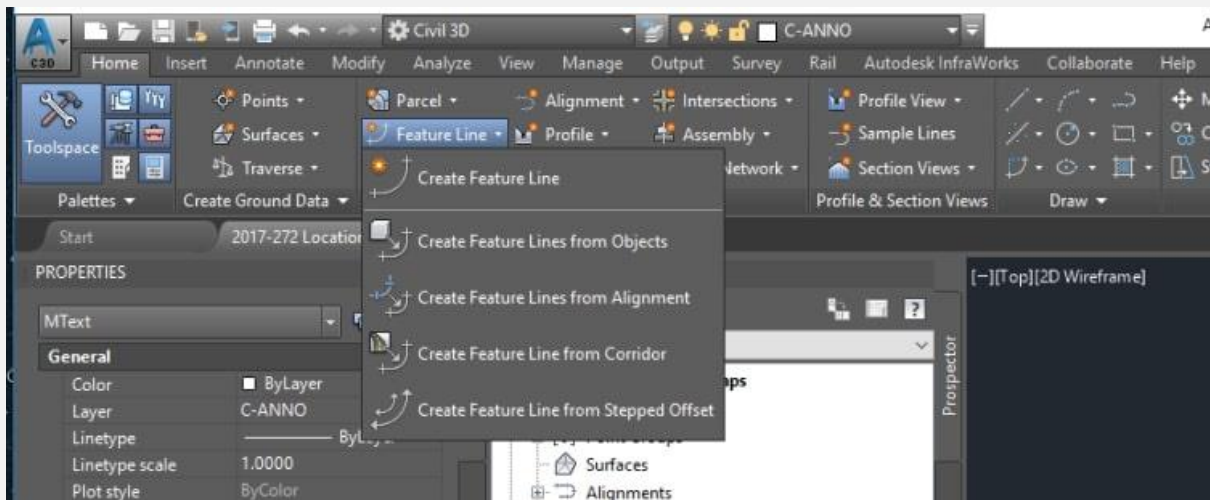 Civil 3D
C-ANNO
C3D
Home Insert Annotate Modify Analyze View Manage Output Survey Rail Autodesk InfraWorks Collaborate Help
Toolspace
Points
Parcel
Alignment
Intersections
Profile View
Surfaces
Feature Line
Profile
Assembly
Sample Lines
Traverse
Network
Section Views
Palettes
Create Ground Data
Profile & Section Views
Draw
Create Feature Line
Create Feature Lines from Objects
Create Feature Lines from Alignment
Create Feature Line from Corridor
Create Feature Line from Stepped Offset
Start
2017-272 Location
PROPERTIES
[−][Top][2D Wireframe]
MText
General
Color ByLayer
Layer C-ANNO
Linetype
Linetype scale 1.0000
Plot style ByColor
Prospector
Surfaces
Alignments